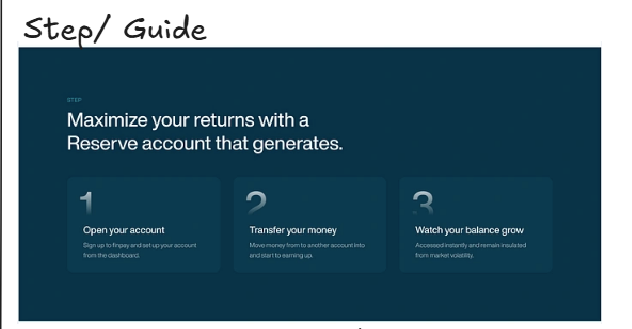 Step/ Guide
STEP
Maximize your returns with a
Reserve account that generates.
1
2
3
Open your account
Transfer your money
Watch your balance grow
Sign up to finpay and set up your account
from the dashboard.
Move money from to another account into
and start to earning up.
Accessed instantly and remain insulated
from market volatility.